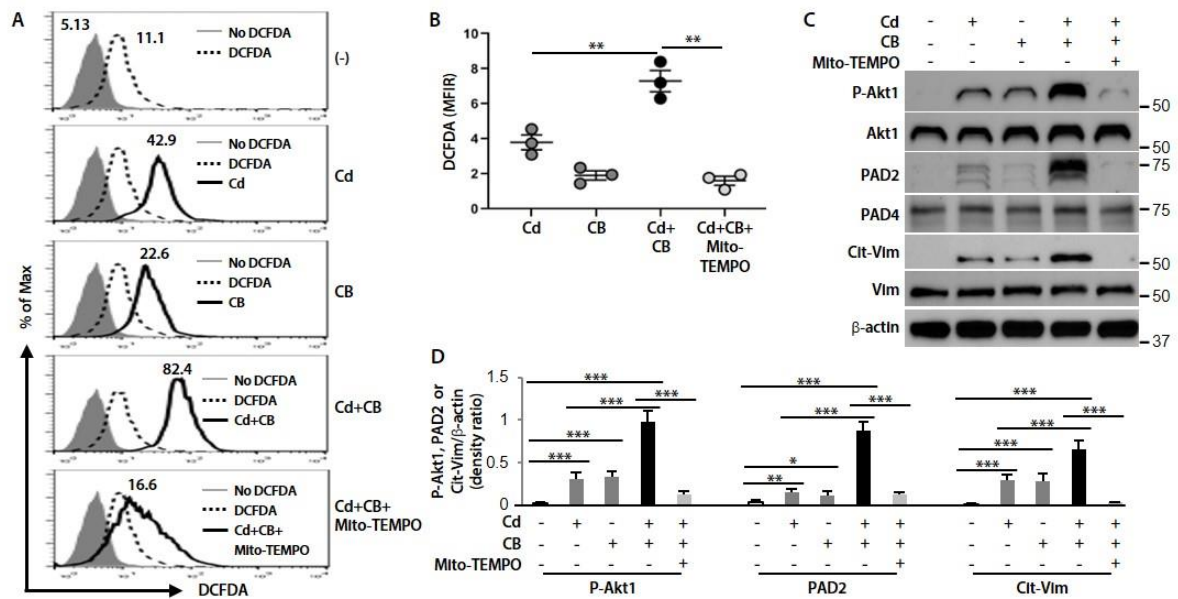 A
5.13
11.1
No DCFDA
DCFDA
(-)
42.9
No DCFDA
DCFDA
Cd
Cd
22.6
No DCFDA
DCFDA
CB
CB
82.4
No DCFDA
DCFDA
Cd+CB
Cd+CB
16.6
No DCFDA
DCFDA
Cd+CB+
Mito-TEMPO
Cd+CB+
Mito-TEMPO
% of Max
DCFDA
B
DCFDA (MFIR)
10
8
6
4
2
0
** **
Cd CB Cd+
CB Cd+CB+
Mito-
TEMPO
C
Cd - + - + +
CB - - + + +
Mito-TEMPO - - - - +
P-Akt1
50
Akt1
50
PAD2
75
PAD4
75
Cit-Vim
50
Vim
50
β-actin
37
D
P-Akt1, PAD2 or
Cit-Vim/β-actin
(density ratio)
1.5
1
0.5
0
*** *** *** *** ***
*** *** *** * **
*** *** *** *** ***
Cd - + - + + - + - + + - + - + +
CB - - + + + - - + + + - - + + +
Mito-TEMPO - - - - + - - - - + - - - - +
P-Akt1 PAD2 Cit-Vim